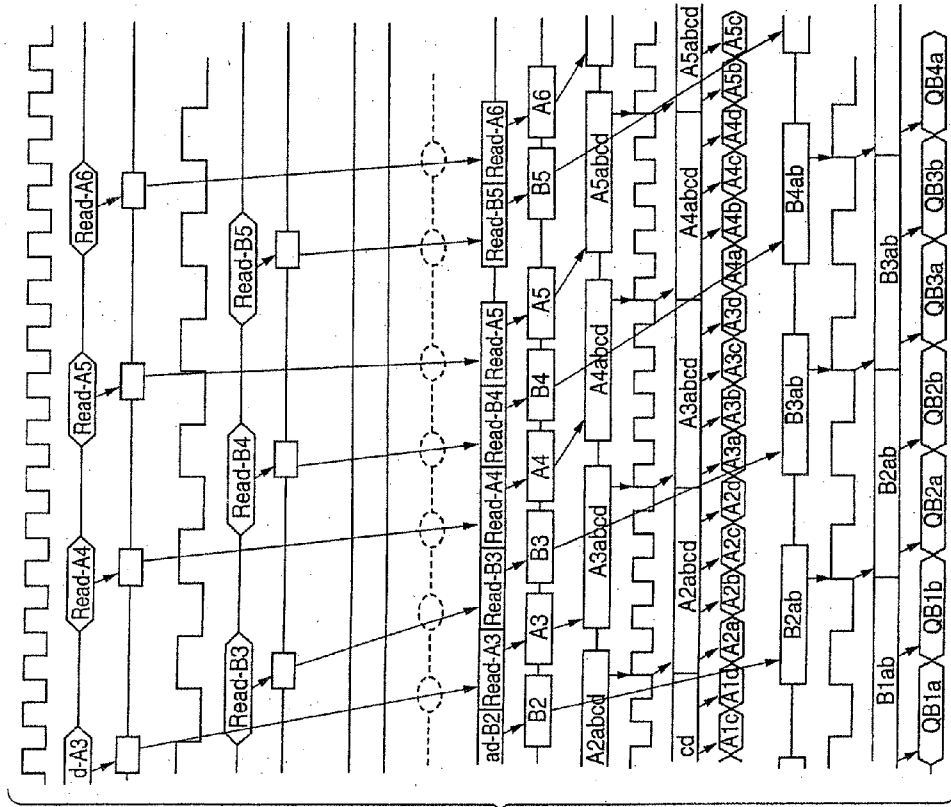 d-A3 Read-A4 Read-A5 Read-A6
Read-B3 Read-B4 Read-B5
ad-B2 Read-A3 Read-B3 Read-A4 Read-B4 Read-A5 Read-B5 Read-A6
B2 A3 B3 A4 B4 A5 B5 A6
A2abcd A3abcd A4abcd A5abcd
cd A2abcd A3abcd A4abcd A5abcd
A1c A1d A2a A2b A2c A2d A3a A3b A3c A3d A4a A4b A4c A4d A5b A5c
B2ab B3ab B4ab
B1ab B2ab B3ab
QB1a QB1b QB2a QB2b QB3a QB3b QB4a